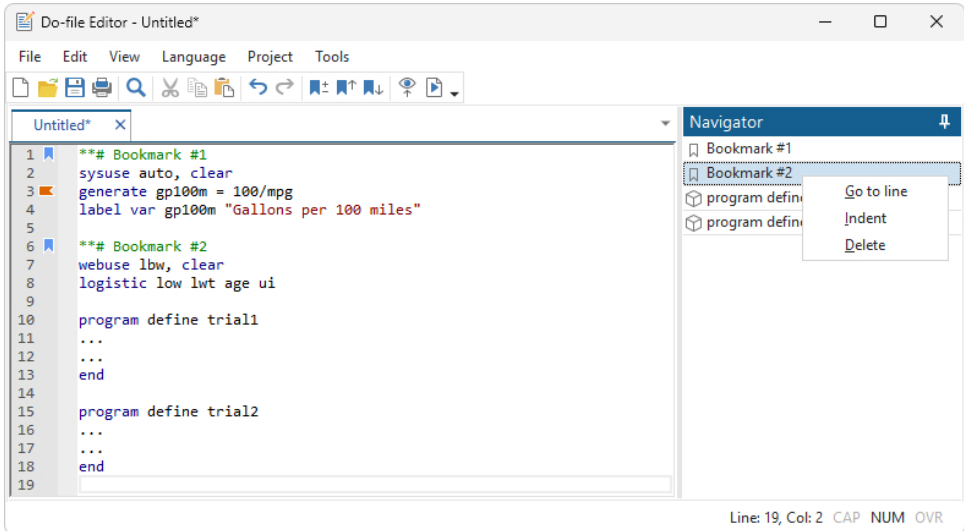 Do-file Editor - Untitled*
File Edit View Language Project Tools
Untitled*
1 **# Bookmark #1
2 sysuse auto, clear
3 generate gp100m = 100/mpg
4 label var gp100m "Gallons per 100 miles"
5
6 **# Bookmark #2
7 webuse lbw, clear
8 logistic low lwt age ui
9
10 program define trial1
11 ...
12 ...
13 end
14
15 program define trial2
16 ...
17 ...
18 end
19
Navigator
Bookmark #1
Bookmark #2
program define
program define
Go to line
Indent
Delete
Line: 19, Col: 2 CAP NUM OVR